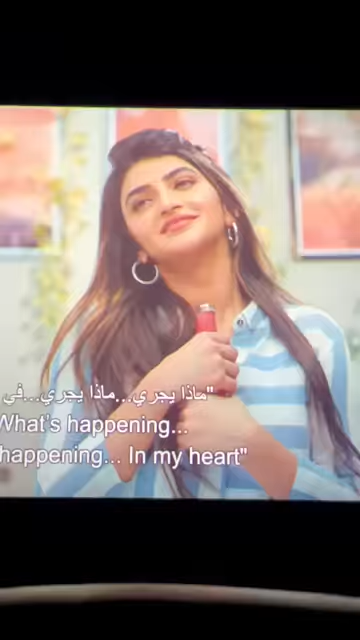 "ماذا يجري...ماذا يجري...في
What's happening...
happening... In my heart"